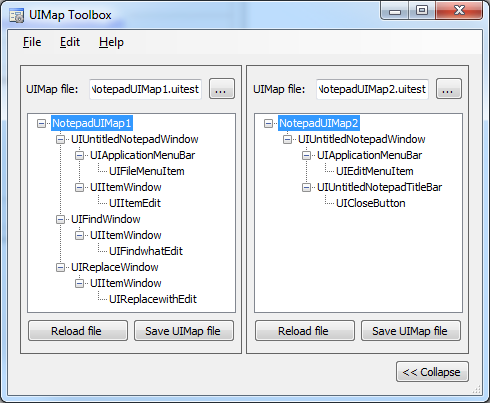 UIMap Toolbox
File Edit Help
UIMap file: NotepadUIMap1.uitest ...
NotepadUIMap1
UIUntitledNotepadWindow
UIApplicationMenuBar
UIFileMenuItem
UIItemWindow
UIItemEdit
UIFindWindow
UIItemWindow
UIFindwhatEdit
UIReplaceWindow
UIItemWindow
UIReplacewithEdit
Reload file Save UIMap file
UIMap file: NotepadUIMap2.uitest ...
NotepadUIMap2
UIUntitledNotepadWindow
UIApplicationMenuBar
UIEditMenuItem
UIUntitledNotepadTitleBar
UICloseButton
Reload file Save UIMap file
<< Collapse